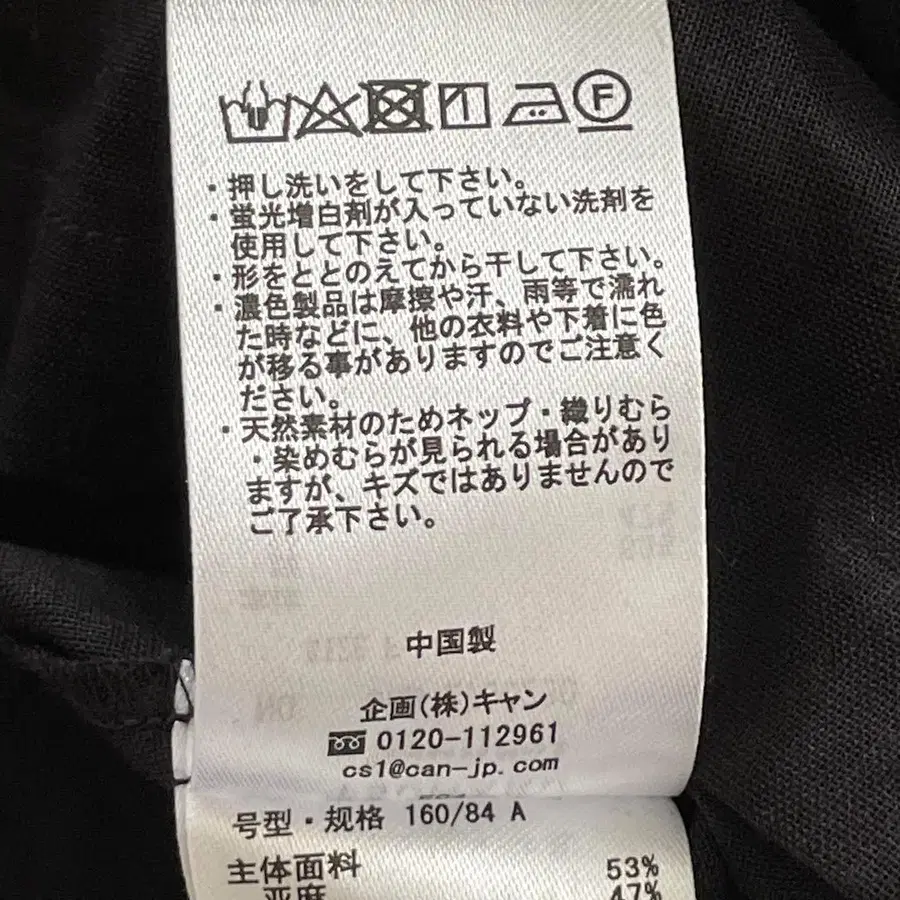 F
・押し洗いをして下さい。
・蛍光増白剤が入っていない洗剤を
使用して下さい。
・形をととのえてから干して下さい。
・濃色製品は摩擦や汗、雨等で濡れ
た時などに、他の衣料や下着に色
が移る事がありますのでご注意く
ださい。
・天然素材のためネップ・織りむら
・染めむらが見られる場合があり
ますが、キズではありませんので
ご了承下さい。
中国製
企画(株)キャン
0120-112961
cs1@can-jp.com
号型・规格 160/84 A
主体面料 53%
亚麻 47%